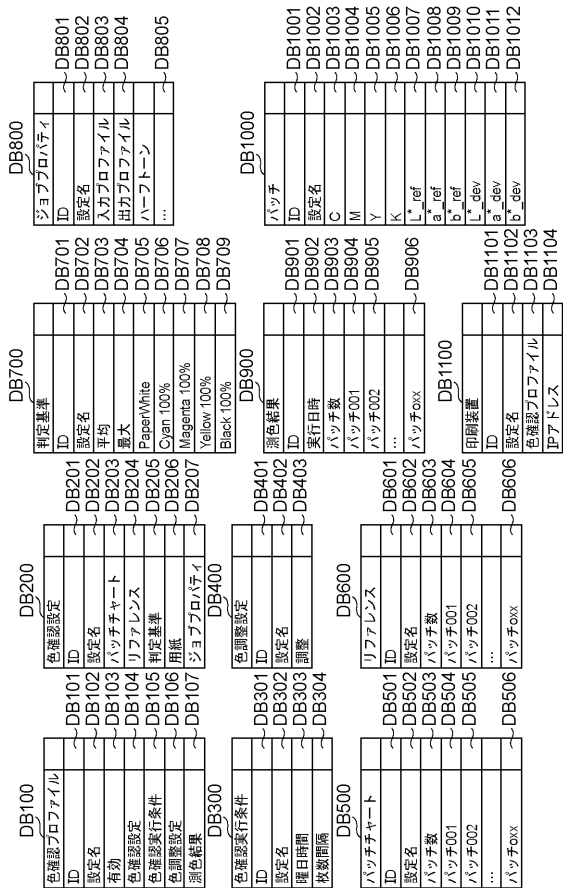 DB100
色確認プロファイル
ID DB101
設定名 DB102
有効 DB103
色確認設定 DB104
色確認実行条件 DB105
色調整設定 DB106
測色結果 DB107
DB200
色確認設定
ID DB201
設定名 DB202
パッチチャート DB203
リファレンス DB204
判定基準 DB205
用紙 DB206
ジョブプロパティ DB207
DB700
判定基準
ID DB701
設定名 DB702
平均 DB703
最大 DB704
PaperWhite DB705
Cyan 100% DB706
Magenta 100% DB707
Yellow 100% DB708
Black 100% DB709
DB800
ジョブプロパティ
ID DB801
設定名 DB802
入力プロファイル DB803
出力プロファイル DB804
ハーフトーン
... DB805
DB300
色確認実行条件
ID DB301
設定名 DB302
曜日時間 DB303
枚数間隔 DB304
DB400
色調整設定
ID DB401
設定名 DB402
調整 DB403
DB900
測色結果
ID DB901
実行日時 DB902
パッチ数 DB903
パッチ001 DB904
パッチ002 DB905
...
パッチoxx DB906
DB1000
パッチ
ID DB1001
設定名 DB1002
C DB1003
M DB1004
Y DB1005
K DB1006
L*_ref DB1007
a*_ref DB1008
b*_ref DB1009
L*_dev DB1010
a*_dev DB1011
b*_dev DB1012
DB500
パッチチャート
ID DB501
設定名 DB502
パッチ数 DB503
パッチ001 DB504
パッチ002 DB505
...
パッチoxx DB506
DB600
リファレンス
ID DB601
設定名 DB602
パッチ数 DB603
パッチ001 DB604
パッチ002 DB605
...
パッチoxx DB606
DB1100
印刷装置
ID DB1101
設定名 DB1102
色確認プロファイル DB1103
IPアドレス DB1104